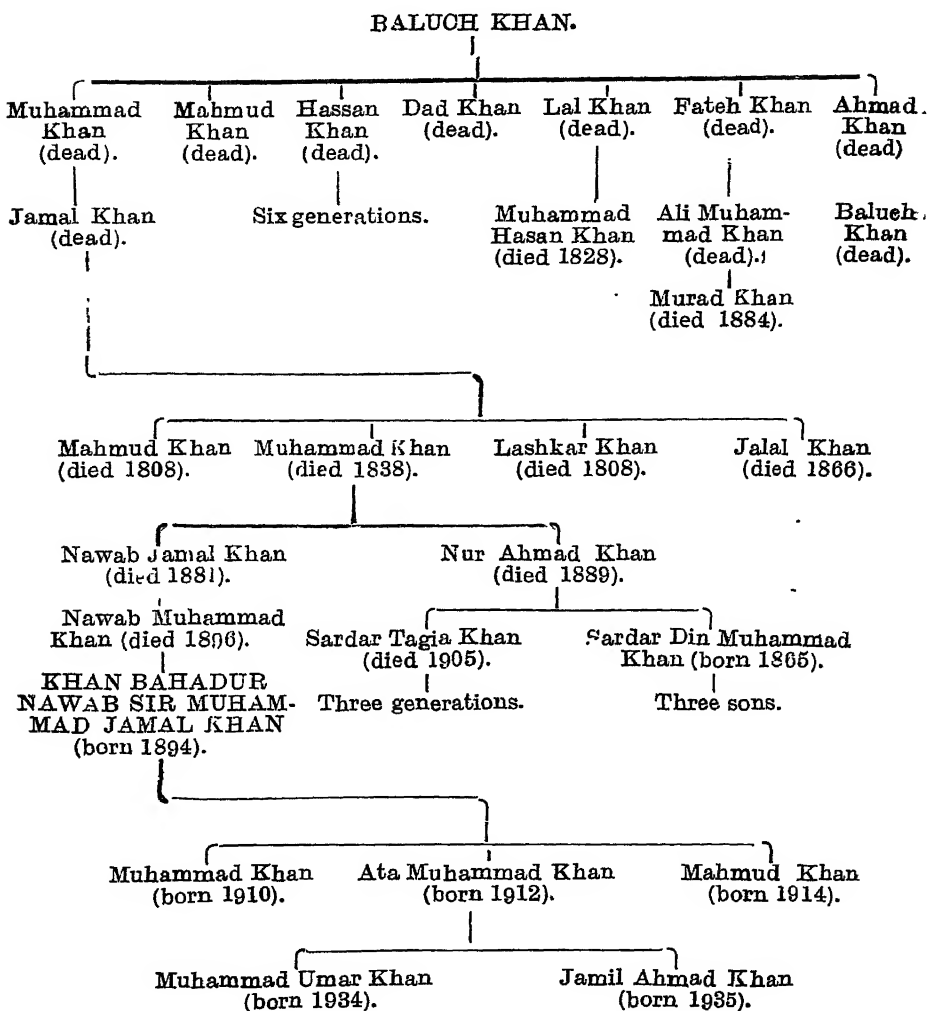 BALUCH KHAN.
Muhammad Khan (dead).
Mahmud Khan (dead).
Hassan Khan (dead).
Dad Khan (dead).
Lal Khan (dead).
Fateh Khan (dead).
Ahmad Khan (dead)
Jamal Khan (dead).
Six generations.
Muhammad Hasan Khan (died 1828).
Ali Muham-
mad Khan (dead).
Baluch Khan (dead).
Murad Khan (died 1884).
Mahmud Khan (died 1808).
Muhammad Khan (died 1838).
Lashkar Khan (died 1808).
Jalal Khan (died 1866).
Nawab Jamal Khan (died 1881).
Nur Ahmad Khan (died 1889).
Nawab Muhammad
Khan (died 1896).
Sardar Tagia Khan (died 1905).
Sardar Din Muhammad
Khan (born 1865).
KHAN BAHADUR
NAWAB SIR MUHAM-
MAD JAMAL KHAN
(born 1894).
Three generations.
Three sons.
Muhammad Khan (born 1910).
Ata Muhammad Khan (born 1912).
Mahmud Khan (born 1914).
Muhammad Umar Khan (born 1934).
Jamil Ahmad Khan (born 1935).